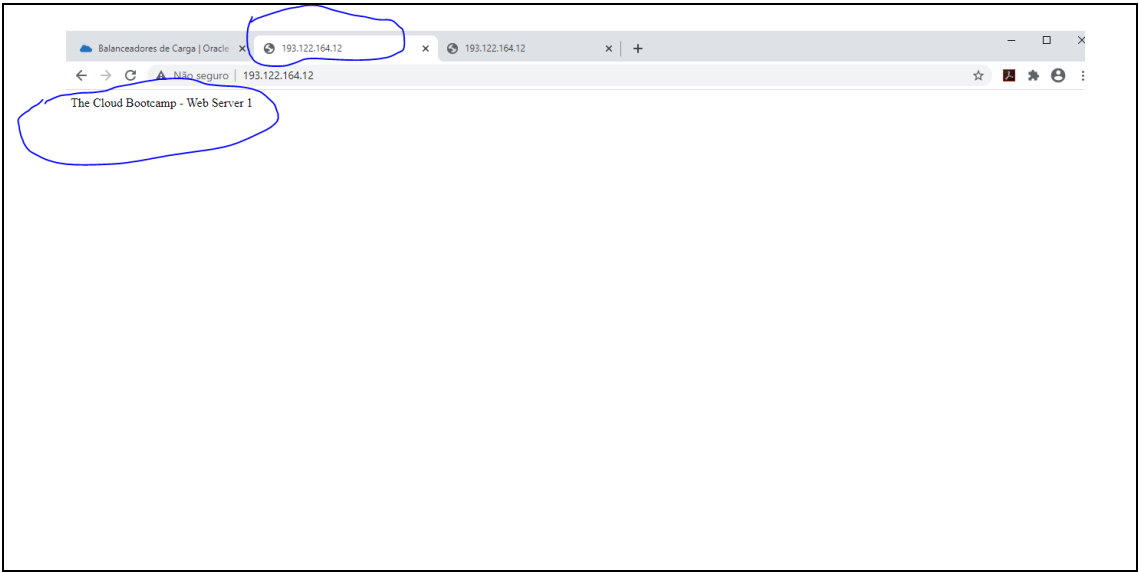 Balanceadores de Carga | Oracle
193.122.164.12
193.122.164.12
Não seguro | 193.122.164.12
The Cloud Bootcamp - Web Server 1